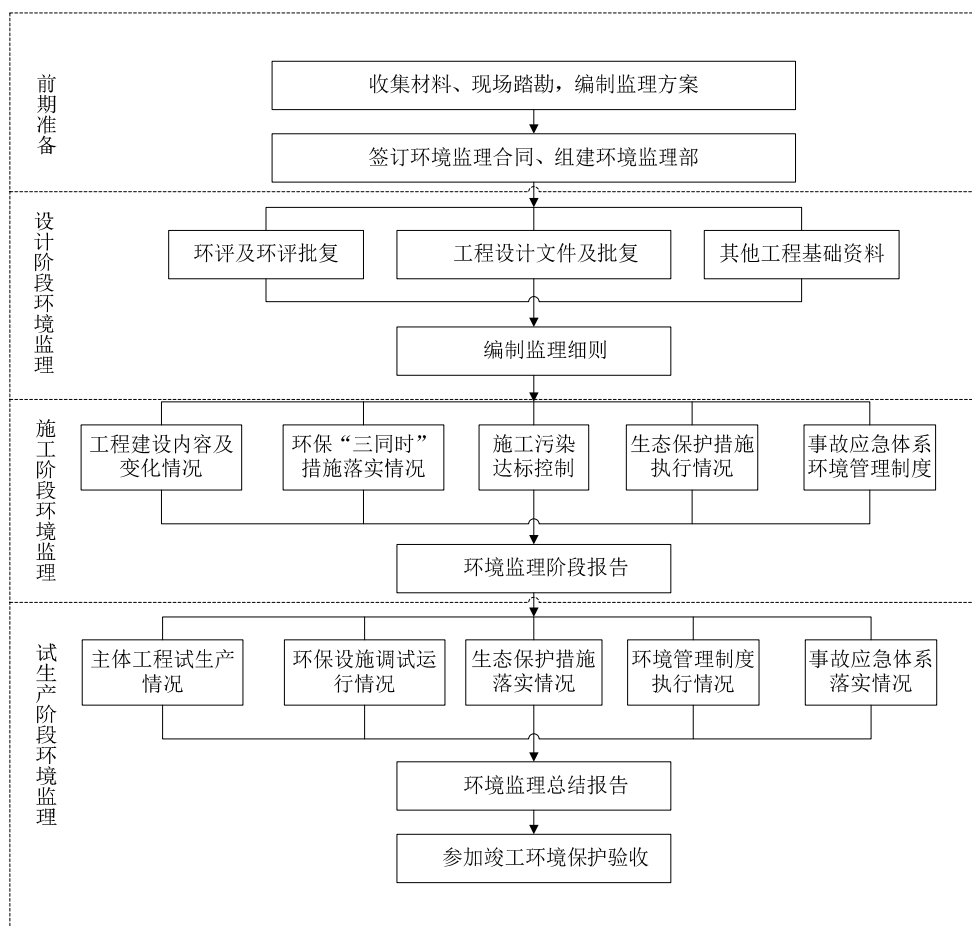 前期准备
收集材料、现场踏勘，编制监理方案
签订环境监理合同、组建环境监理部
设计阶段环境监理
环评及环评批复
工程设计文件及批复
其他工程基础资料
编制监理细则
施工阶段环境监理
工程建设内容及
变化情况
环保“三同时”
措施落实情况
施工污染
达标控制
生态保护措施
执行情况
事故应急体系
环境管理制度
环境监理阶段报告
试生产阶段环境监理
主体工程试生产
情况
环保设施调试运
行情况
生态保护措施
落实情况
环境管理制度
执行情况
事故应急体系
落实情况
环境监理总结报告
参加竣工环境保护验收